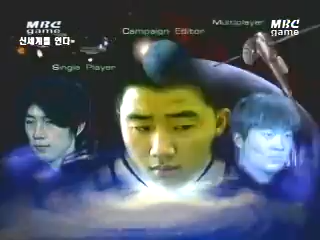 MBC
game
신세계를 연다~
Campaign Editor
Multiplayer
MBC
game
Single Player